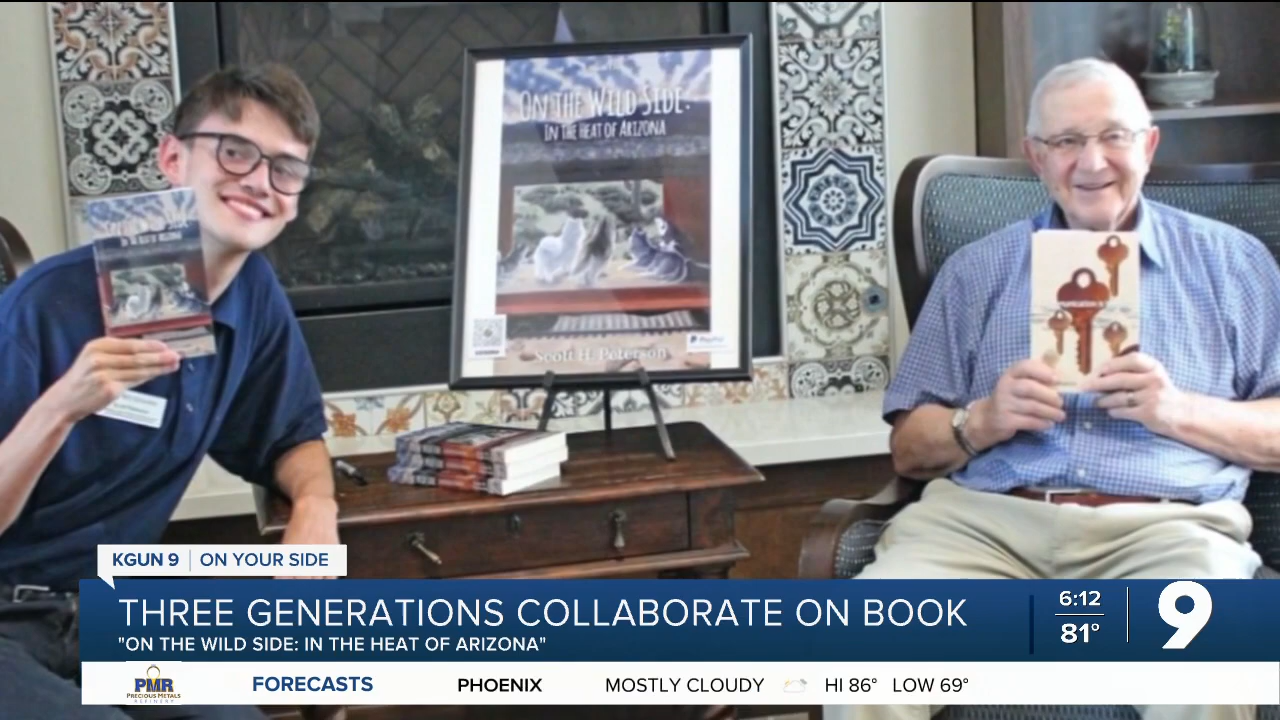 ON THE WILD SIDE:
IN THE HEAT OF ARIZONA
Scott H. Peterson
PayPal
KGUN 9 | ON YOUR SIDE
THREE GENERATIONS COLLABORATE ON BOOK
"ON THE WILD SIDE: IN THE HEAT OF ARIZONA"
6:12
81°
9
PMR
PRECIOUS METALS
REFINERY
FORECASTS PHOENIX MOSTLY CLOUDY HI 86° LOW 69°